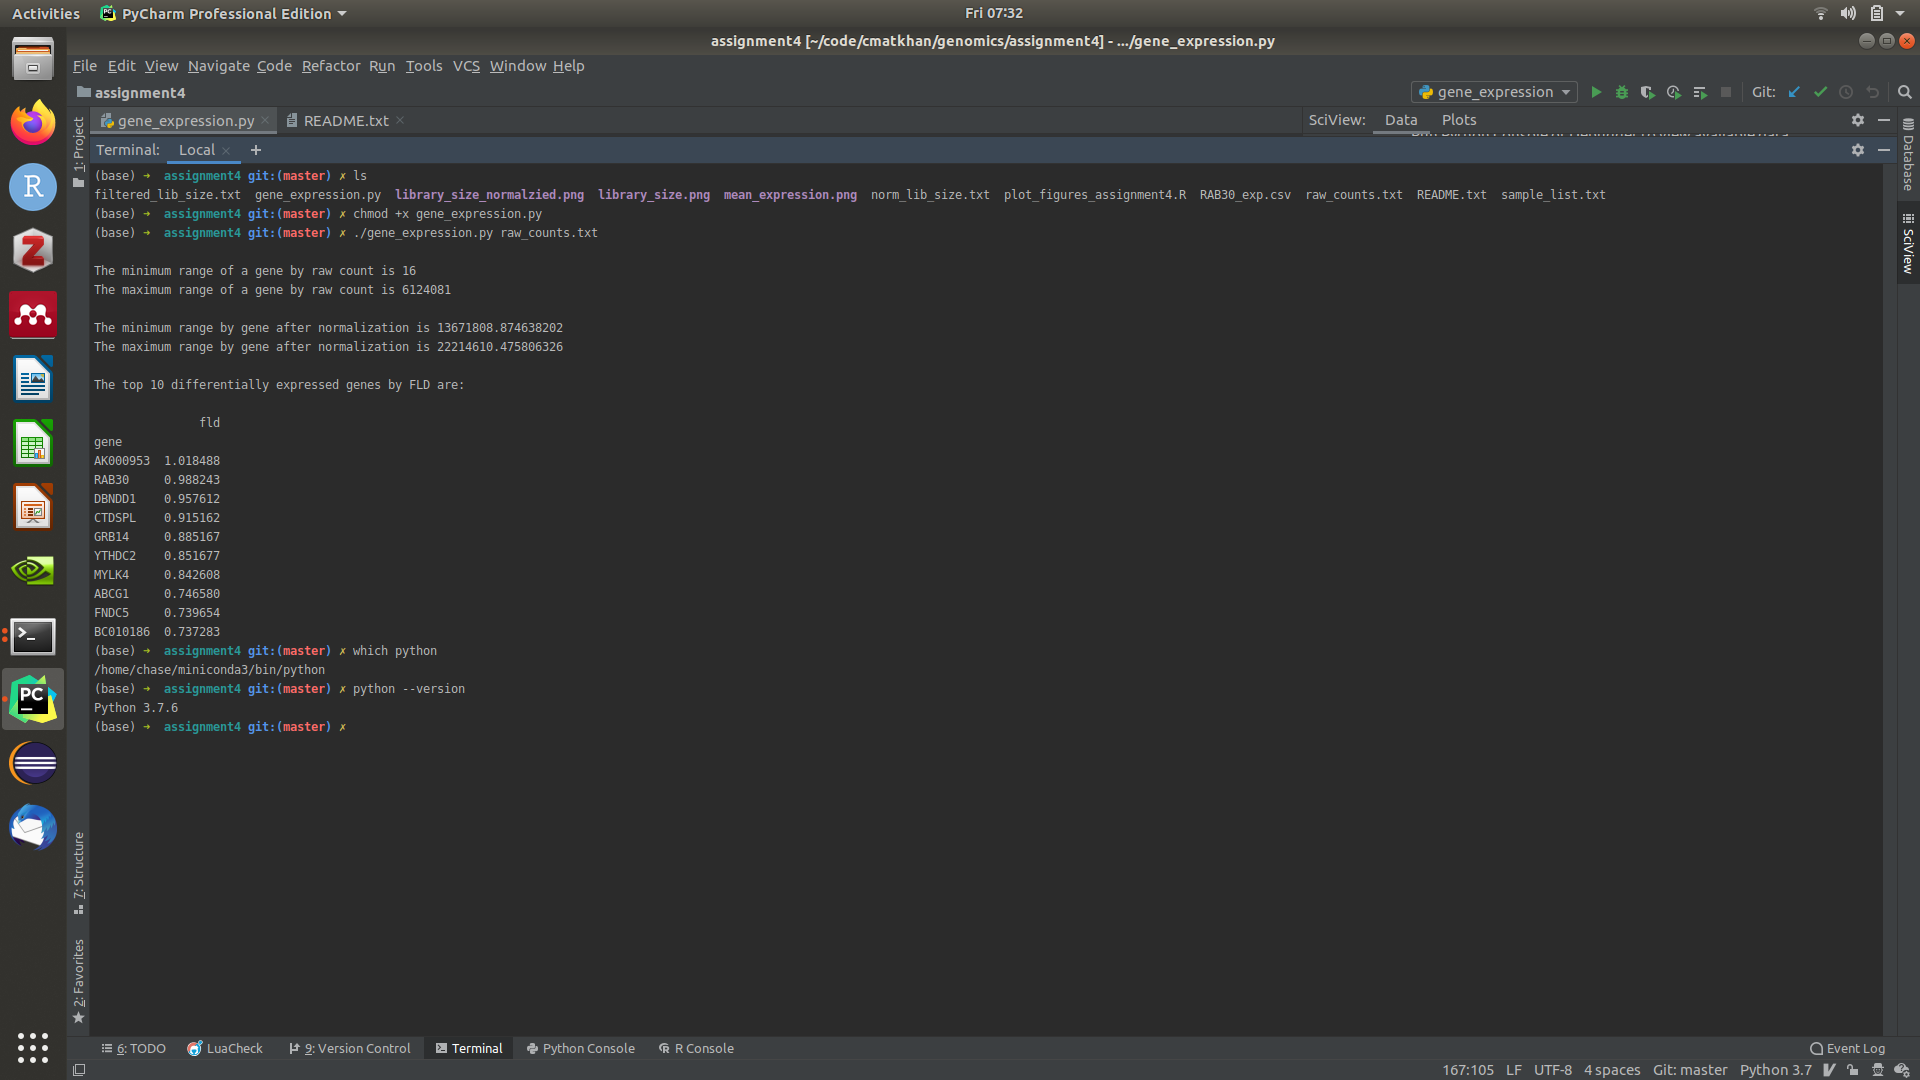 Activities PyCharm Professional Edition Fri 07:32
assignment4 [~/code/cmatkhan/genomics/assignment4] - .../gene_expression.py
File Edit View Navigate Code Refactor Run Tools VCS Window Help
assignment4 gene_expression Git:
gene_expression.py README.txt SciView: Data Plots
Terminal: Local +
(base) ➜ assignment4 git:(master) ✗ ls
filtered_lib_size.txt gene_expression.py library_size_normalzied.png library_size.png mean_expression.png norm_lib_size.txt plot_figures_assignment4.R RAB30_exp.csv raw_counts.txt README.txt sample_list.txt
(base) ➜ assignment4 git:(master) ✗ chmod +x gene_expression.py
(base) ➜ assignment4 git:(master) ✗ ./gene_expression.py raw_counts.txt
The minimum range of a gene by raw count is 16
The maximum range of a gene by raw count is 6124081
The minimum range by gene after normalization is 13671808.874638202
The maximum range by gene after normalization is 22214610.475806326
The top 10 differentially expressed genes by FLD are:
fld
gene
AK000953 1.018488
RAB30 0.988243
DBNDD1 0.957612
CTDSPL 0.915162
GRB14 0.885167
YTHDC2 0.851677
MYLK4 0.842608
ABCG1 0.746580
FNDC5 0.739654
BC010186 0.737283
(base) ➜ assignment4 git:(master) ✗ which python
/home/chase/miniconda3/bin/python
(base) ➜ assignment4 git:(master) ✗ python --version
Python 3.7.6
(base) ➜ assignment4 git:(master) ✗
1: Project
7: Structure
2: Favorites
Database
SciView
R
Z
PC
6: TODO LuaCheck 9: Version Control Terminal Python Console R Console Event Log
167:105 LF UTF-8 4 spaces Git: master Python 3.7